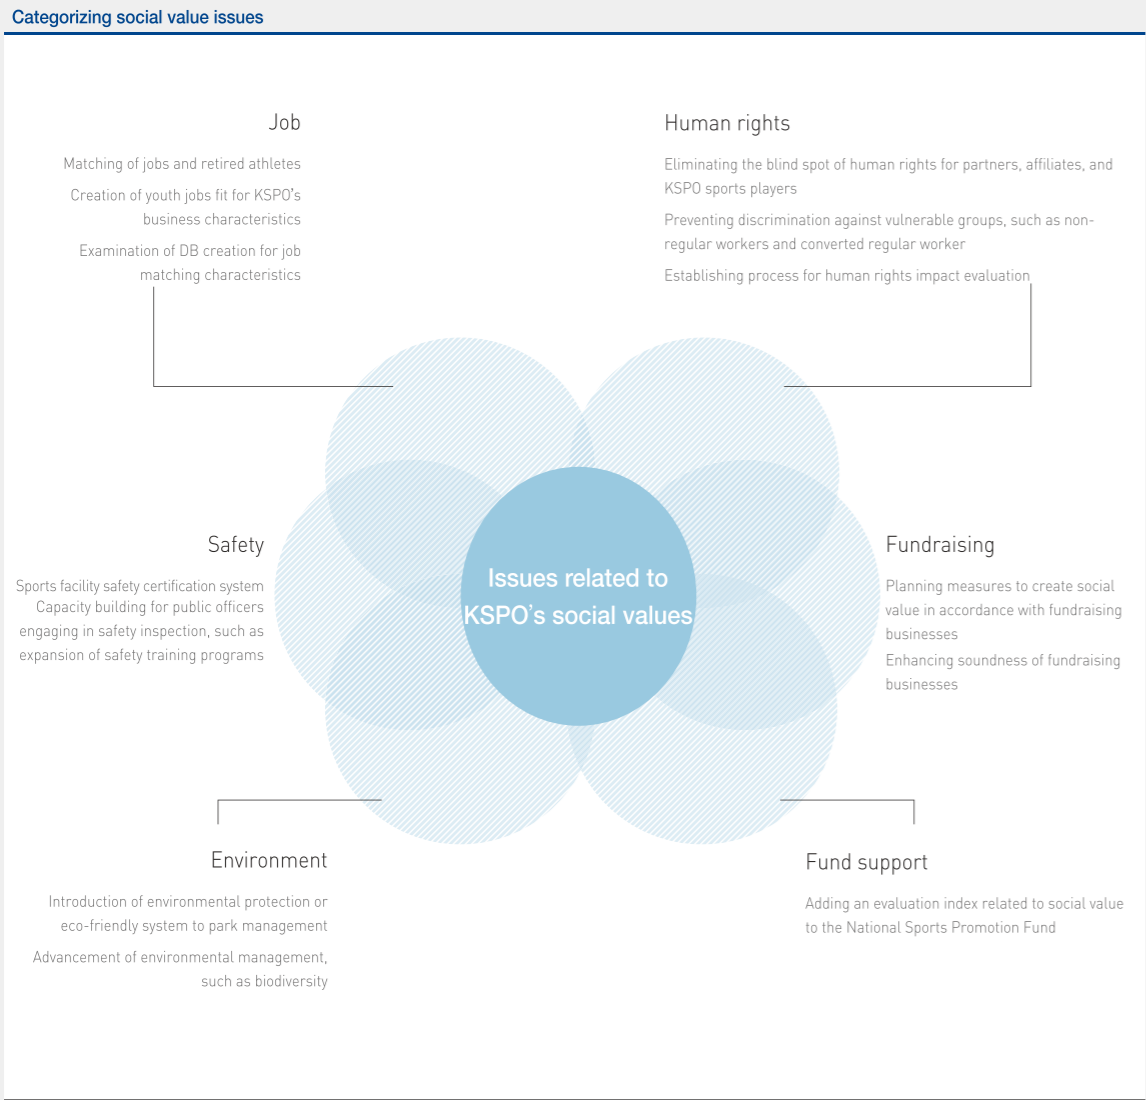 Categorizing social value issues
Job
Matching of jobs and retired athletes
Creation of youth jobs fit for KSPO's
business characteristics
Examination of DB creation for job
matching characteristics
Human rights
Eliminating the blind spot of human rights for partners, affiliates, and
KSPO sports players
Preventing discrimination against vulnerable groups, such as non-
regular workers and converted regular worker
Establishing process for human rights impact evaluation
Safety
Sports facility safety certification system
Capacity building for public officers
engaging in safety inspection, such as
expansion of safety training programs
Issues related to
KSPO's social values
Fundraising
Planning measures to create social
value in accordance with fundraising
businesses
Enhancing soundness of fundraising
businesses
Environment
Introduction of environmental protection or
eco-friendly system to park management
Advancement of environmental management,
such as biodiversity
Fund support
Adding an evaluation index related to social value
to the National Sports Promotion Fund